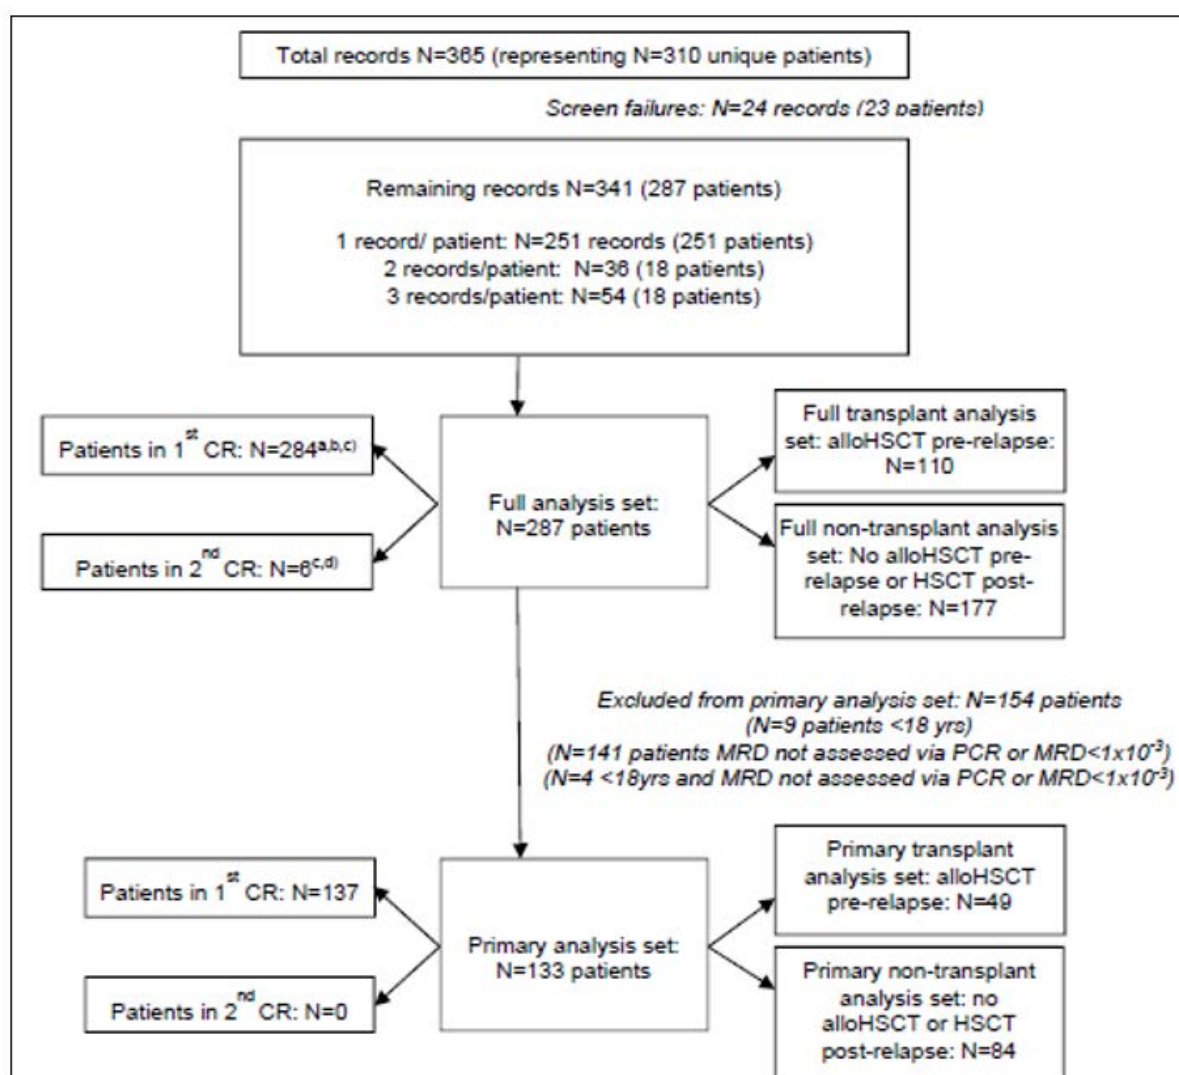 Total records N=365 (representing N=310 unique patients)
Screen failures: N=24 records (23 patients)
Remaining records N=341 (287 patients)
1 record/ patient: N=251 records (251 patients)
2 records/patient: N=36 (18 patients)
3 records/patient: N=54 (18 patients)
Patients in 1st CR: N=284a,b,c)
Patients in 2nd CR: N=6c,d)
Full analysis set:
N=287 patients
Full transplant analysis
set: alloHSCT pre-relapse:
N=110
Full non-transplant analysis
set: No alloHSCT pre-
relapse or HSCT post-
relapse: N=177
Excluded from primary analysis set: N=154 patients
(N=9 patients <18 yrs)
(N=141 patients MRD not assessed via PCR or MRD<1x10-3)
(N=4 <18yrs and MRD not assessed via PCR or MRD<1x10-3)
Patients in 1st CR: N=137
Patients in 2nd CR: N=0
Primary analysis set:
N=133 patients
Primary transplant
analysis set: alloHSCT
pre-relapse: N=49
Primary non-transplant
analysis set: no
alloHSCT or HSCT
post-relapse: N=84